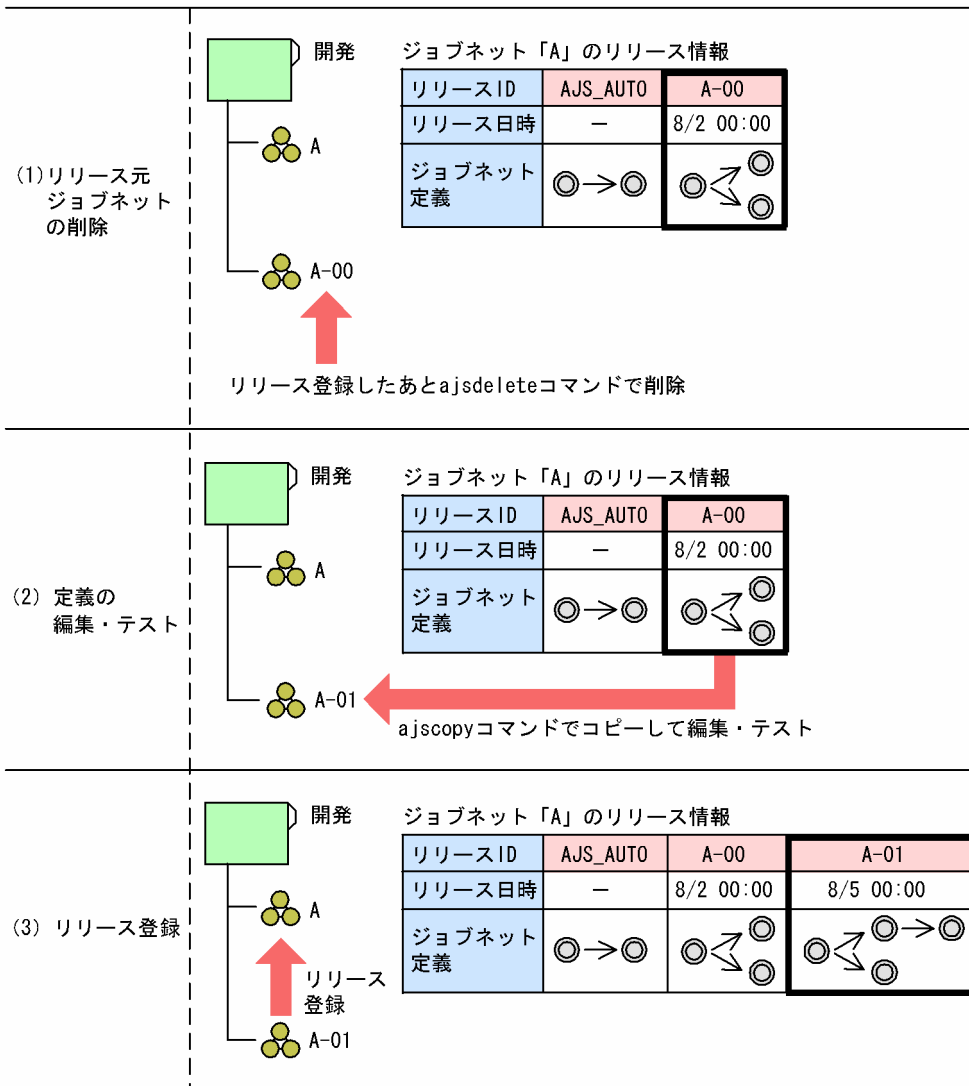 (1)リリース元
ジョブネット
の削除
開発
A
A-00
ジョブネット「A」のリリース情報
リリースID AJS_AUTO A-00
リリース日時 － 8/2 00:00
ジョブネット
定義
リリース登録したあとajsdeleteコマンドで削除
(2) 定義の
編集・テスト
開発
A
A-01
ジョブネット「A」のリリース情報
リリースID AJS_AUTO A-00
リリース日時 － 8/2 00:00
ジョブネット
定義
ajscopyコマンドでコピーして編集・テスト
(3) リリース登録
開発
A
リリース
登録
A-01
ジョブネット「A」のリリース情報
リリースID AJS_AUTO A-00 A-01
リリース日時 － 8/2 00:00 8/5 00:00
ジョブネット
定義